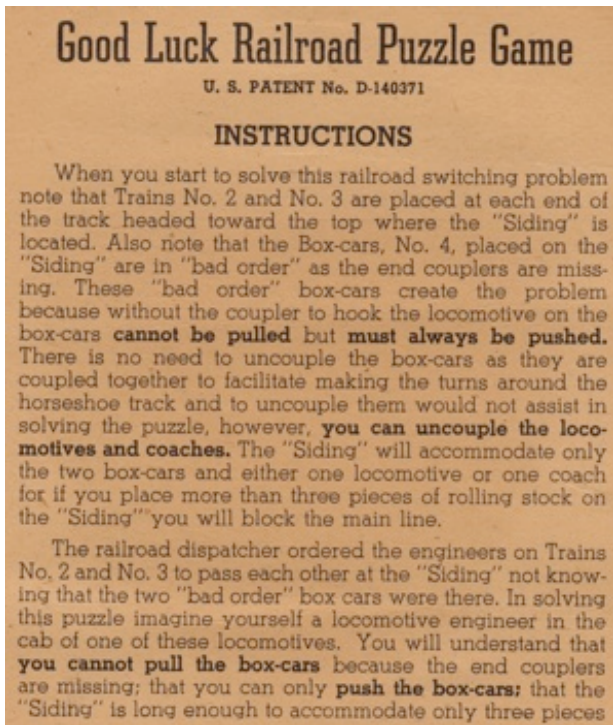 Good Luck Railroad Puzzle Game
U. S. PATENT No. D-140371
INSTRUCTIONS
When you start to solve this railroad switching problem
note that Trains No. 2 and No. 3 are placed at each end of
the track headed toward the top where the "Siding" is
located. Also note that the Box-cars, No. 4, placed on the
"Siding" are in "bad order" as the end couplers are miss-
ing. These "bad order" box-cars create the problem
because without the coupler to hook the locomotive on the
box-cars cannot be pulled but must always be pushed.
There is no need to uncouple the box-cars as they are
coupled together to facilitate making the turns around the
horseshoe track and to uncouple them would not assist in
solving the puzzle, however, you can uncouple the loco-
motives and coaches. The "Siding" will accommodate only
the two box-cars and either one locomotive or one coach
for if you place more than three pieces of rolling stock on
the "Siding" you will block the main line.
The railroad dispatcher ordered the engineers on Trains
No. 2 and No. 3 to pass each other at the "Siding" not know-
ing that the two "bad order" box cars were there. In solving
this puzzle imagine yourself a locomotive engineer in the
cab of one of these locomotives. You will understand that
you cannot pull the box-cars because the end couplers
are missing; that you can only push the box-cars; that the
"Siding" is long enough to accommodate only three pieces